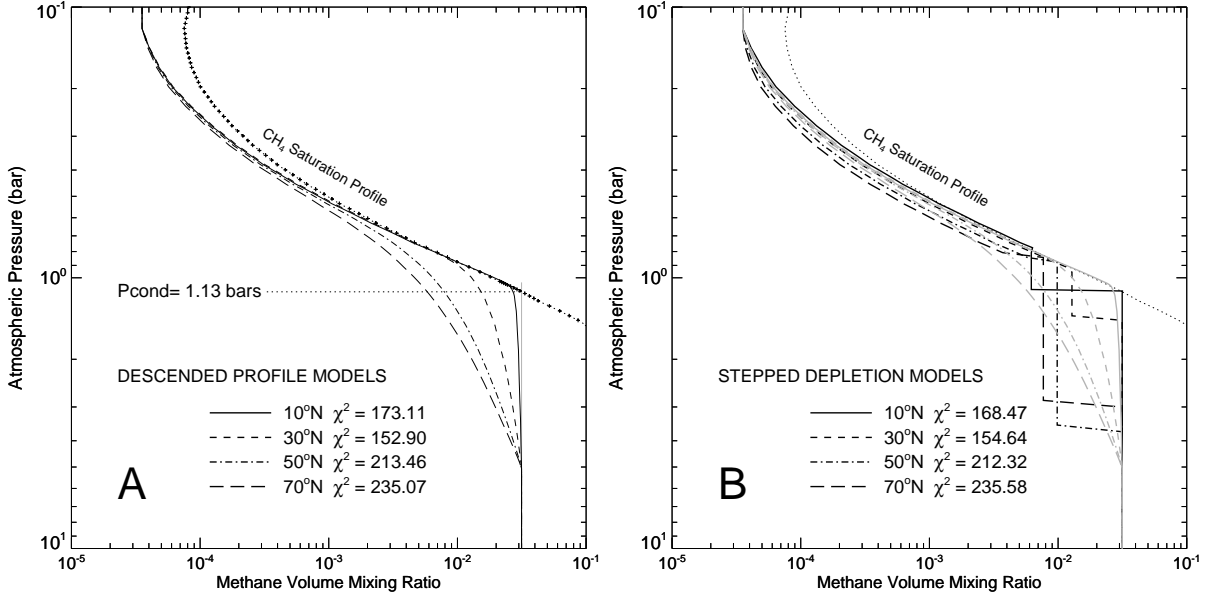 10⁻¹
10⁰
10¹
Atmospheric Pressure (bar)
CH₄ Saturation Profile
Pcond= 1.13 bars
DESCENDED PROFILE MODELS
10°N χ² = 173.11
30°N χ² = 152.90
50°N χ² = 213.46
70°N χ² = 235.07
A
10⁻⁵ 10⁻⁴ 10⁻³ 10⁻² 10⁻¹
Methane Volume Mixing Ratio
10⁻¹
10⁰
10¹
Atmospheric Pressure (bar)
CH₄ Saturation Profile
STEPPED DEPLETION MODELS
10°N χ² = 168.47
30°N χ² = 154.64
50°N χ² = 212.32
70°N χ² = 235.58
B
10⁻⁵ 10⁻⁴ 10⁻³ 10⁻² 10⁻¹
Methane Volume Mixing Ratio